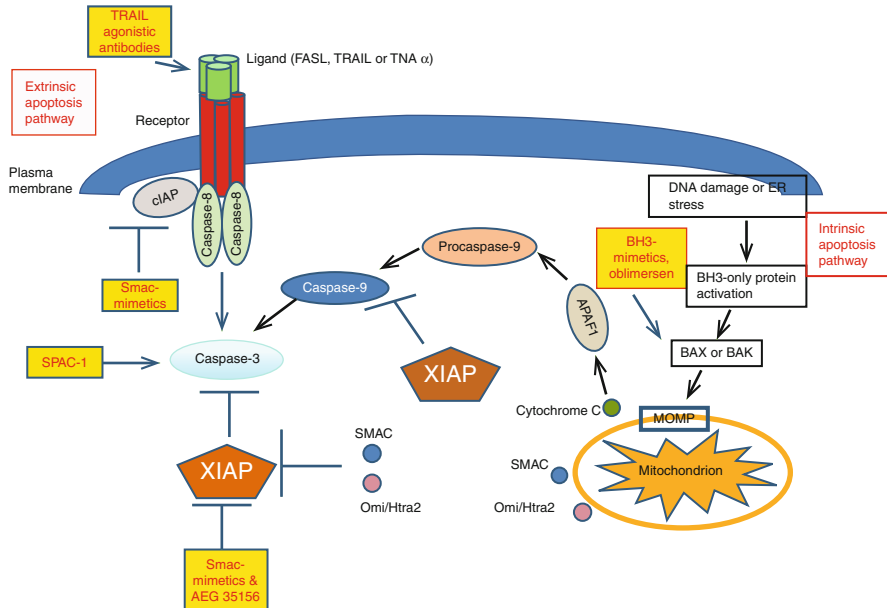 TRAIL
agonistic
antibodies
Ligand (FASL, TRAIL or TNA α)
Extrinsic
apoptosis
pathway
Receptor
Plasma
membrane
cIAP
Caspase-8
Caspase-8
DNA damage or ER
stress
Intrinsic
apoptosis
pathway
BH3-
mimetics,
oblimersen
BH3-only protein
activation
Procaspase-9
Smac-
mimetics
Caspase-9
APAF1
BAX or BAK
SPAC-1
Caspase-3
XIAP
Cytochrome C
MOMP
SMAC
XIAP
Omi/Htra2
SMAC
Mitochondrion
Omi/Htra2
Smac-
mimetics &
AEG 35156